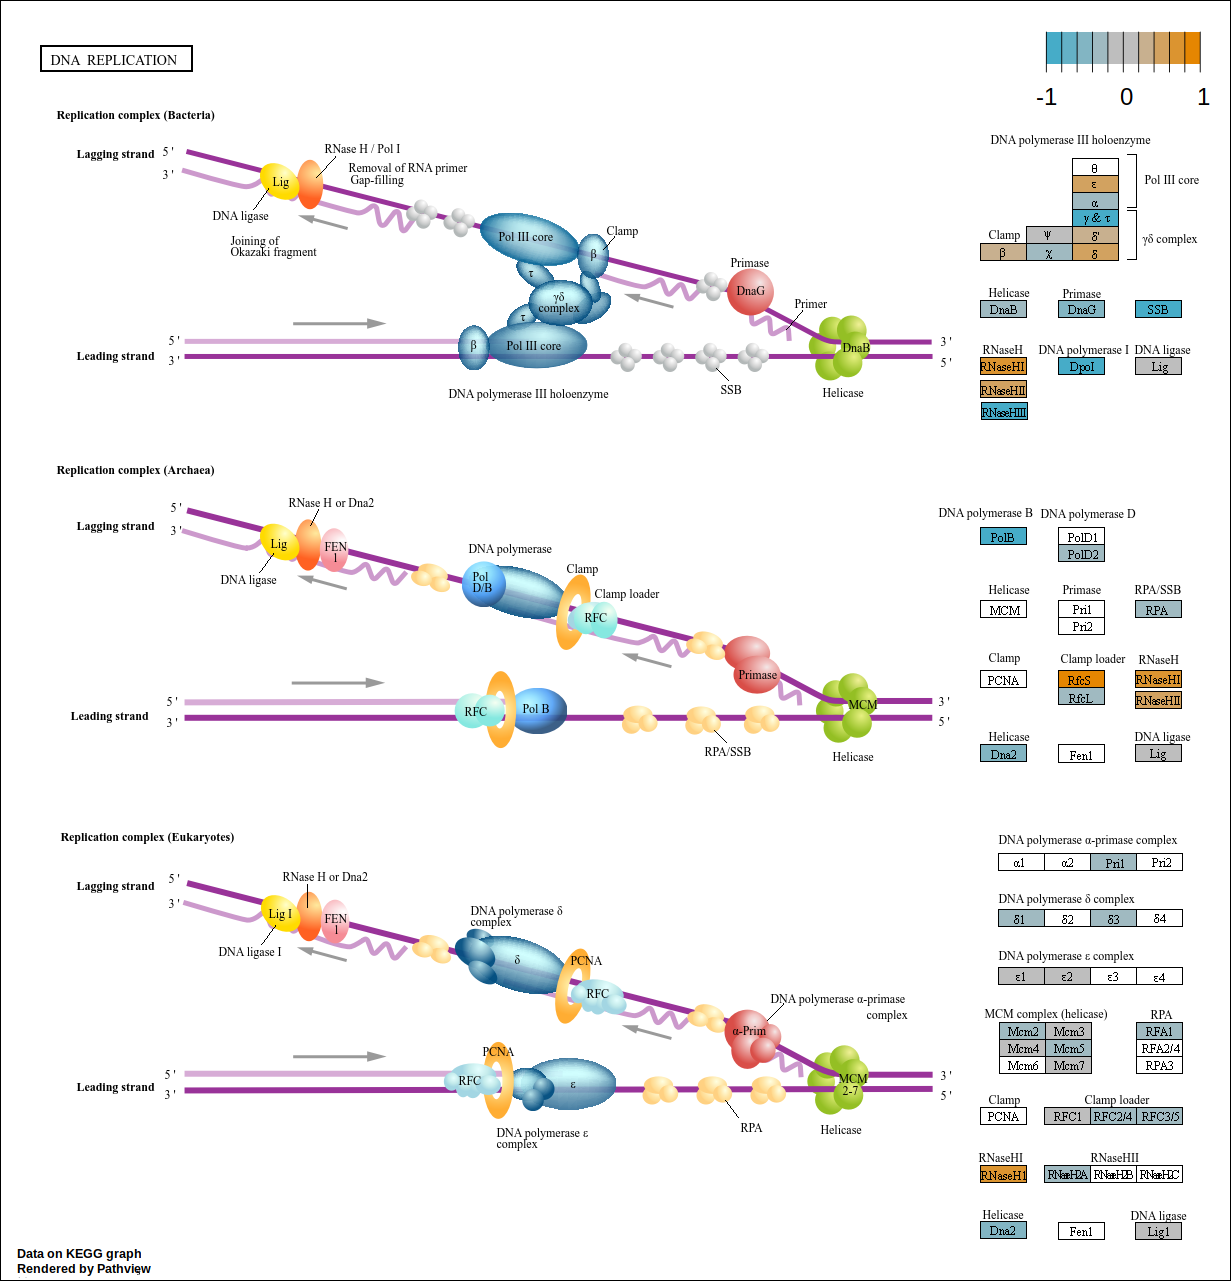 DNA REPLICATION
-1 0 1
Replication complex (Bacteria)
Lagging strand
5 '
3 '
RNase H / Pol I
Removal of RNA primer
Gap-filling
Lig
DNA ligase
Joining of
Okazaki fragment
Pol III core
Clamp
β
τ
γδ
complex
τ
Primase
DnaG
Primer
Leading strand
5 '
3 '
β
Pol III core
DnaB
3 '
5 '
SSB
Helicase
DNA polymerase III holoenzyme
DNA polymerase III holoenzyme
θ
ε
Pol III core
α
γ & τ
Clamp
ψ
δ'
γδ complex
β
χ
δ
Helicase
Primase
DnaB
DnaG
SSB
RNaseH
DNA polymerase I
DNA ligase
RNaseHI
DpoI
Lig
RNaseHII
RNaseHIII
Replication complex (Archaea)
Lagging strand
5 '
3 '
RNase H or Dna2
Lig
FEN
1
DNA ligase
DNA polymerase
Pol
D/B
Clamp
Clamp loader
RFC
Primase
Leading strand
5 '
3 '
RFC
Pol B
MCM
3 '
5 '
RPA/SSB
Helicase
DNA polymerase B
DNA polymerase D
PolB
PolD1
PolD2
Helicase
Primase
RPA/SSB
MCM
Pri1
RPA
Pri2
Clamp
Clamp loader
RNaseH
PCNA
RfcS
RNaseHI
RfcL
RNaseHII
Helicase
DNA ligase
Dna2
Fen1
Lig
Replication complex (Eukaryotes)
Lagging strand
5 '
3 '
RNase H or Dna2
Lig I
FEN
1
DNA ligase I
DNA polymerase δ
complex
δ
PCNA
RFC
DNA polymerase α-primase
complex
α-Prim
Leading strand
5 '
3 '
PCNA
RFC
ε
MCM
2-7
3 '
5 '
DNA polymerase ε
complex
RPA
Helicase
DNA polymerase α-primase complex
α1 α2 Pri1 Pri2
DNA polymerase δ complex
δ1 δ2 δ3 δ4
DNA polymerase ε complex
ε1 ε2 ε3 ε4
MCM complex (helicase)
RPA
Mcm2 Mcm3 RFA1
Mcm4 Mcm5 RFA2/4
Mcm6 Mcm7 RPA3
Clamp
Clamp loader
PCNA
RFC1 RFC2/4 RFC3/5
RNaseHI
RNaseHII
RNaseH1
RNaseH2A RNaseH2B RNaseH2C
Helicase
DNA ligase
Dna2
Fen1
Lig1
Data on KEGG graph
Rendered by Pathview